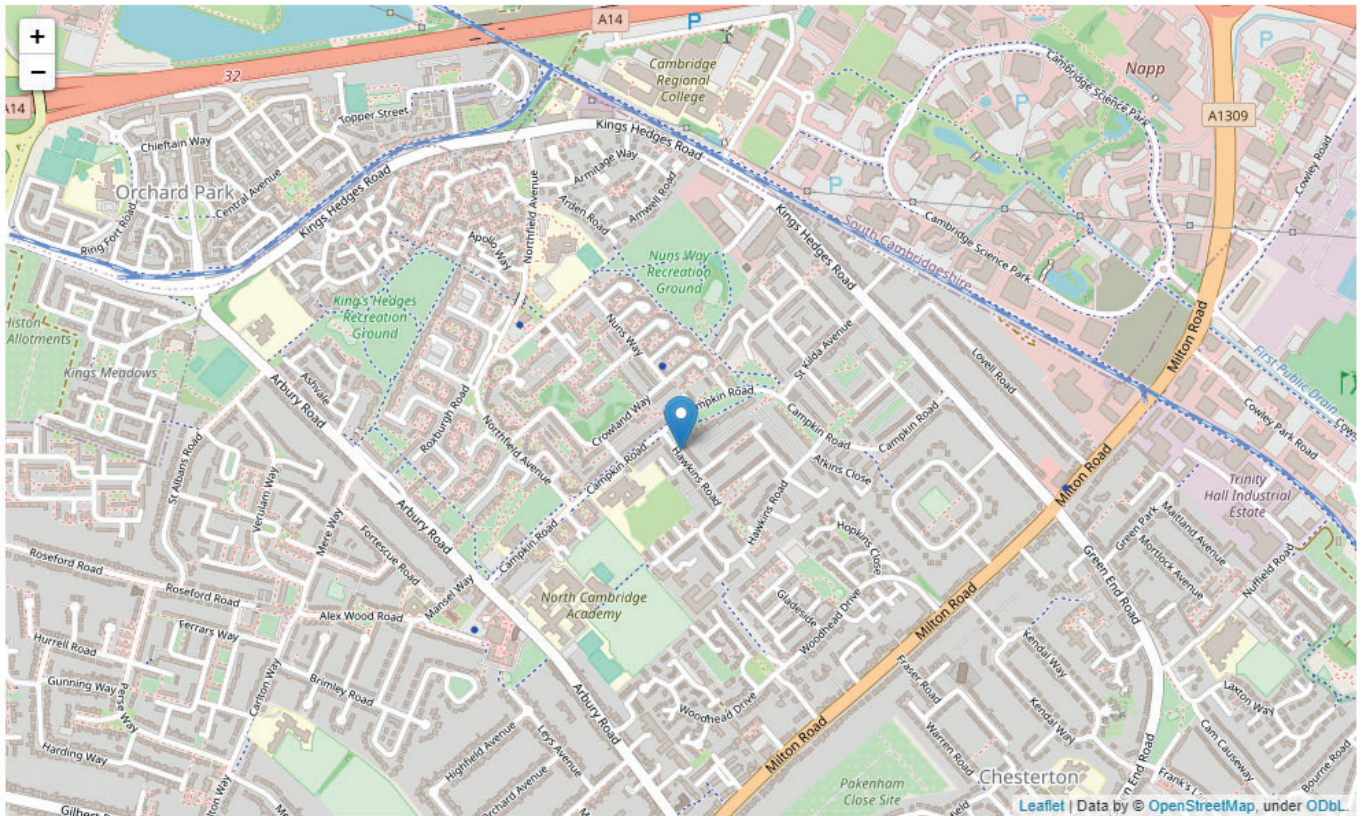 +
−
A14
32
A14
P
Cambridge
Regional
College
Napp
P
P
A1309
Cambridge Science Park
Cowley Road
Topper Street
Chieftain Way
Orchard Park
Central Avenue
Ring Fort Road
Kings Hedges Road
Kings Hedges Road
Armitage Way
Arden Road
Amwell Road
Northfield Avenue
Apollo Way
P
Kings Hedges Road
South Cambridgeshire
Cambridge Science Park
Nuns Way
Recreation
Ground
King's Hedges
Recreation
Ground
Histon
Allotments
Kings Meadows
Ashvale
Arbury Road
Nuns Way
St Kilda Avenue
Lovell Road
Milton Road
First Public Drain
Cowley Park Road
Roxburgh Road
Northfield Avenue
Crowland Way
Campkin Road
Campkin Road
Campkin Road
Campkin Road
Hawkins Road
Atkins Close
Milton Road
Trinity
Hall Industrial
Estate
St Albans Road
Verulam Way
Mere Way
Fortescue Road
Arbury Road
Campkin Road
Hawkins Road
Hopkins Close
Green End Road
Green Park
Maitland Avenue
Mortlock Avenue
Nuffield Road
Roseford Road
Roseford Road
Mansel Way
Alex Wood Road
North Cambridge
Academy
Gladeside
Woodhead Drive
Milton Road
Ferrars Way
Hurrell Road
Gunning Way
Perse Way
Carlton Way
Brimley Road
Arbury Road
Woodhead Drive
Fraser Road
Kendal Way
Kendal Way
Laxton Way
Cam Causeway
Harding Way
Highfield Avenue
Leys Avenue
Orchard Avenue
Milton Road
Warren Road
Pakenham
Close Site
Chesterton
Green End Road
Frank's
Bourne Road
Leaflet | Data by © OpenStreetMap, under ODbL.